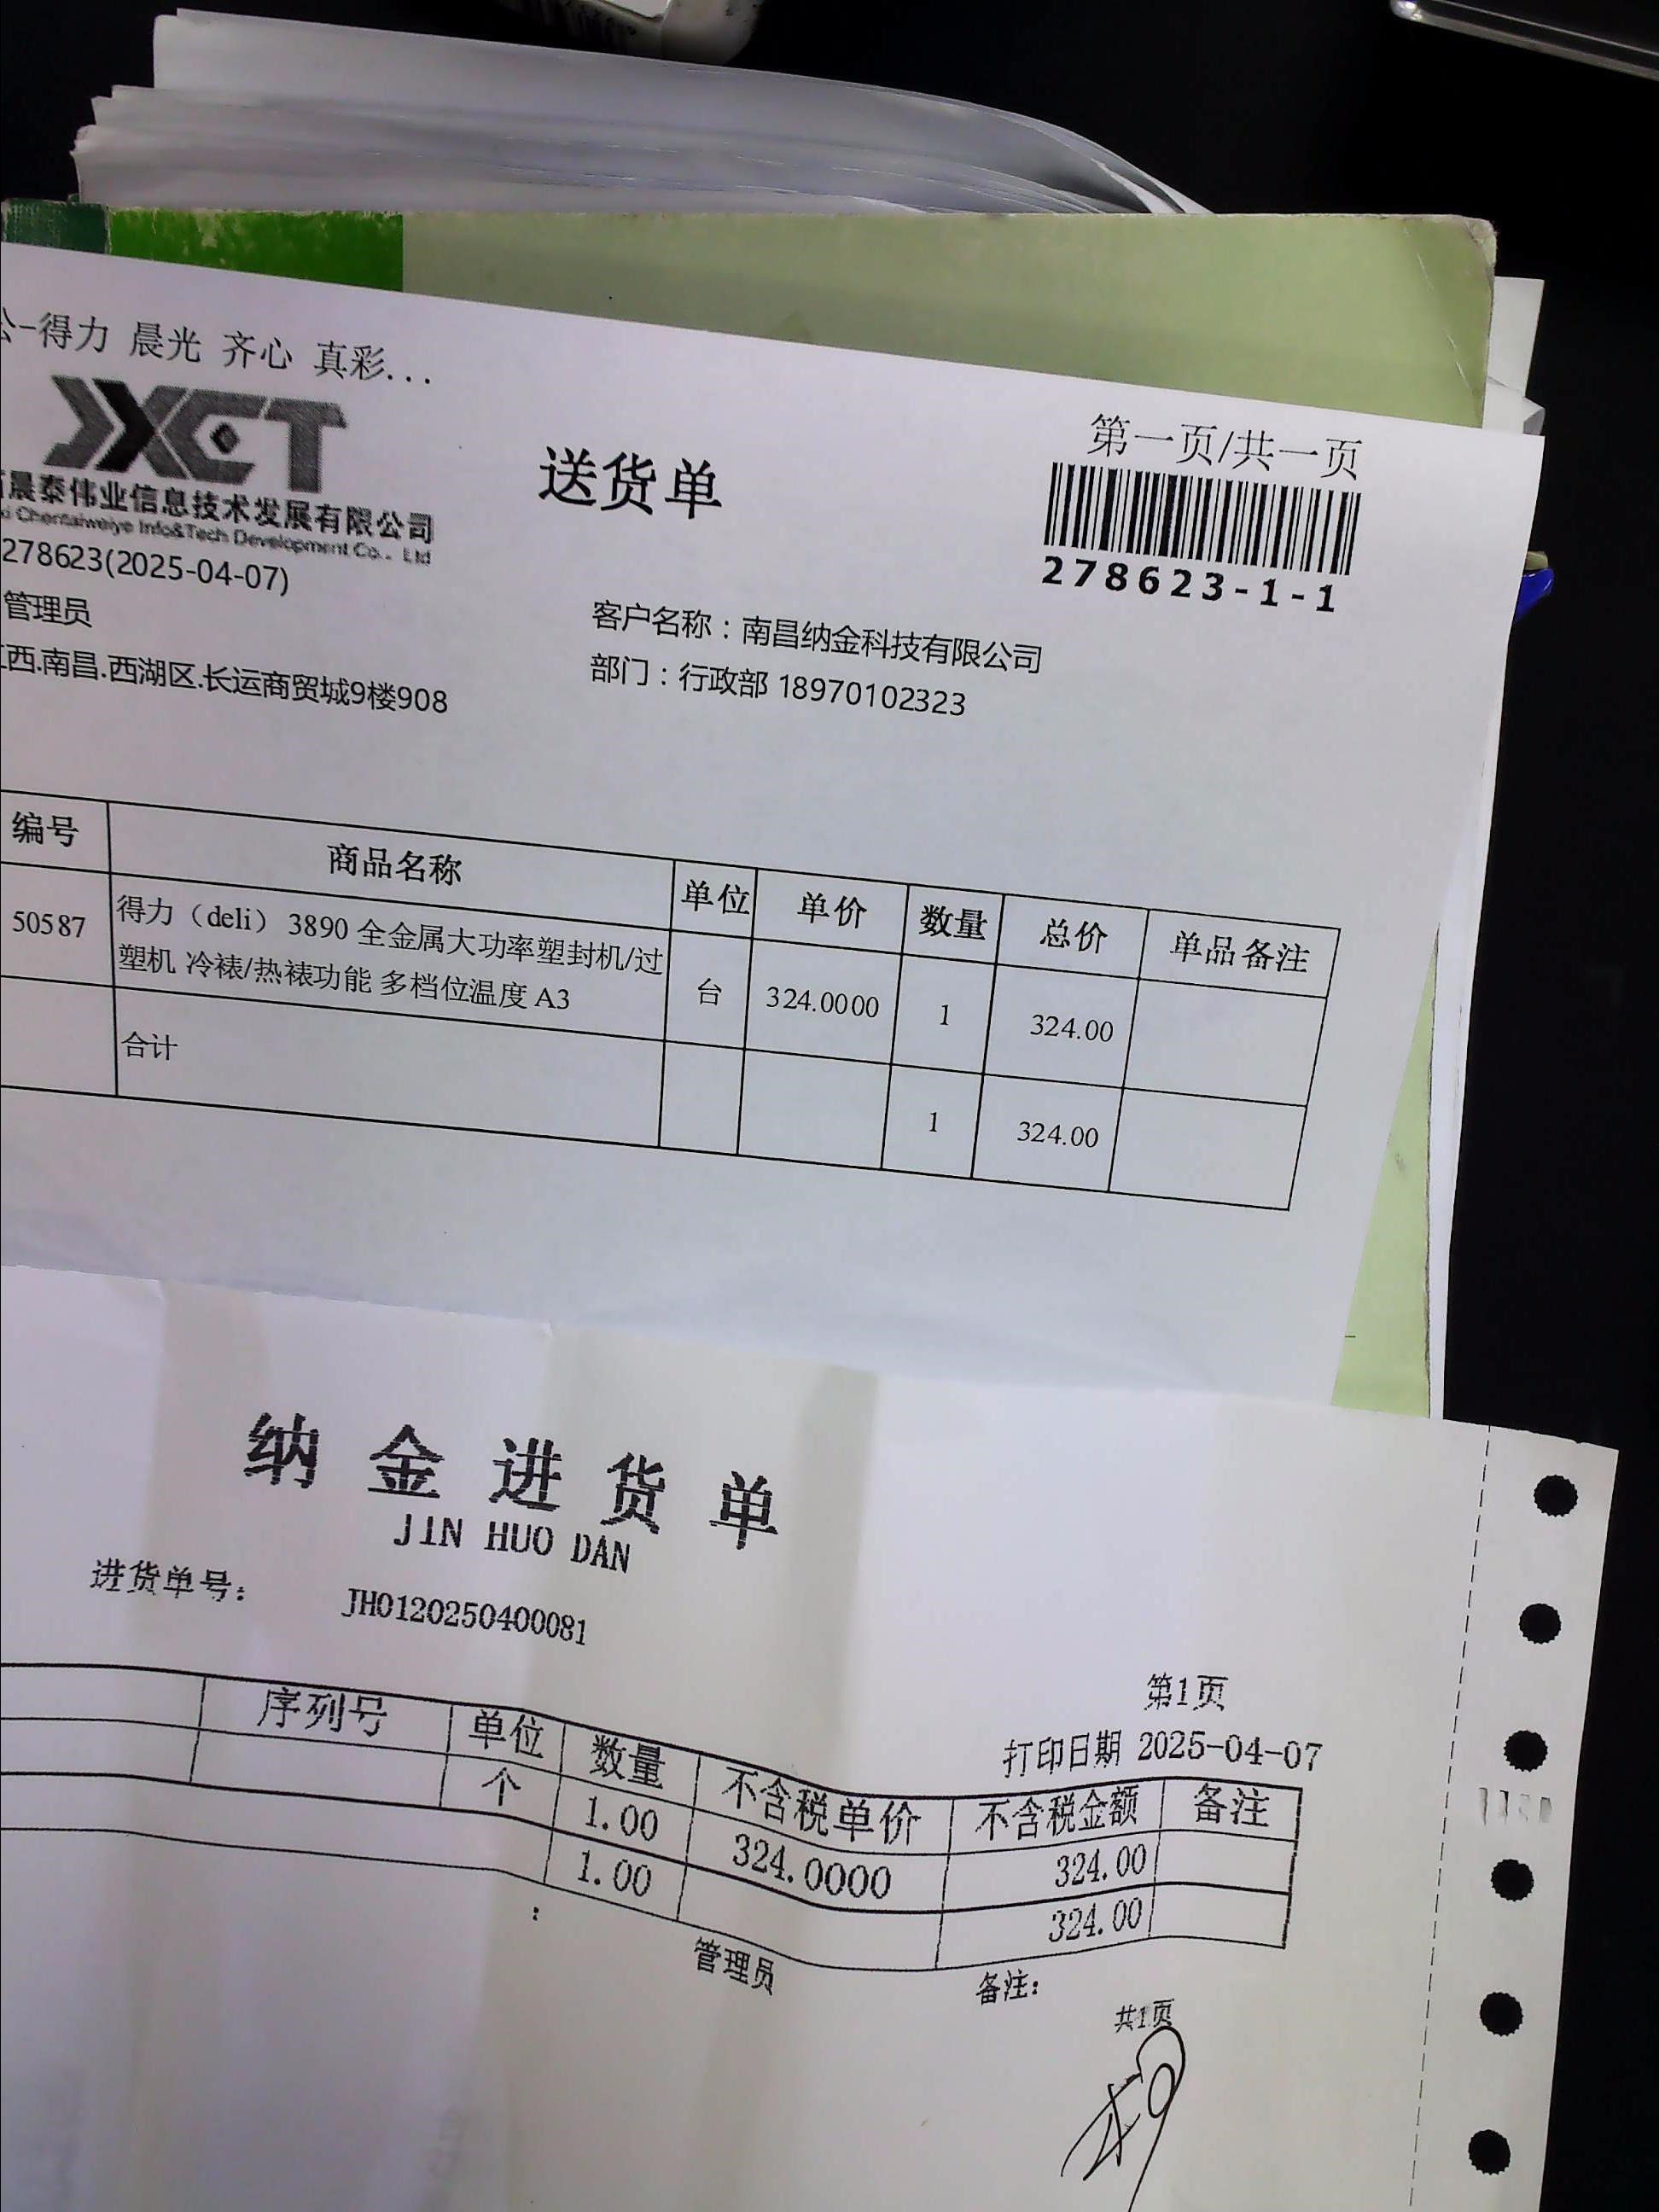 -得力 晨光 齐心 真彩...
JXCT
晨泰伟业信息技术发展有限公司
Chentaiweiye Info&Tech Development Co., Ltd
送货单
第一页/共一页
278623-1-1
278623(2025-04-07)
管理员
客户名称：南昌纳金科技有限公司
西.南昌.西湖区.长运商贸城9楼908
部门：行政部 18970102323
编号 商品名称 单位 单价 数量 总价 单品备注
50587 得力（deli） 3890 全金属大功率塑封机/过
塑机 冷裱/热裱功能 多档位温度 A3 台 324.0000 1 324.00
合计 1 324.00
纳金进货单
JIN HUO DAN
进货单号： JH0120250400081
第1页
打印日期 2025-04-07
序列号 单位 数量 不含税单价 不含税金额 备注
个 1.00 324.0000 324.00
1.00 324.00
：
管理员 备注：
共1页